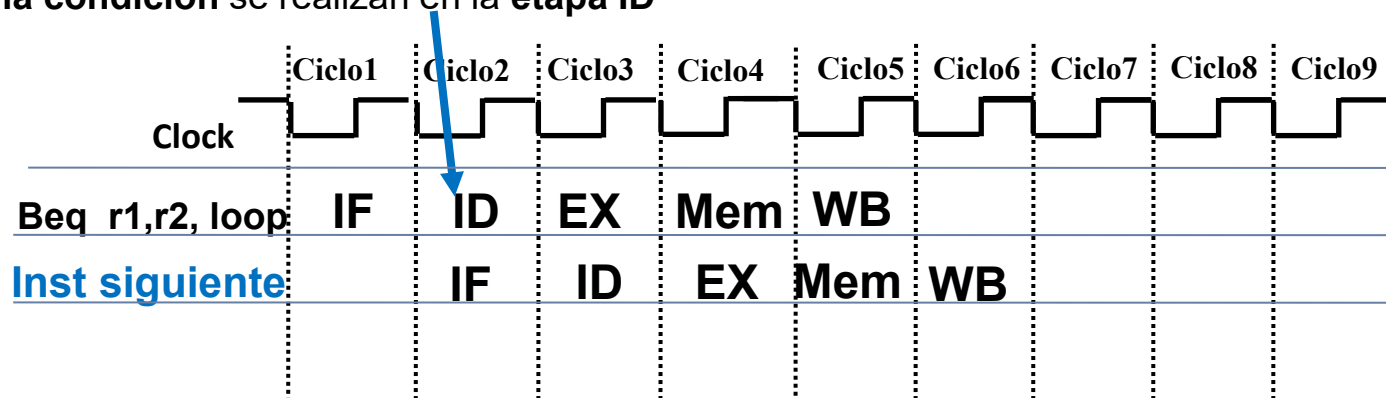 na condición se realizan en la etapa ID
Ciclo1 Ciclo2 Ciclo3 Ciclo4 Ciclo5 Ciclo6 Ciclo7 Ciclo8 Ciclo9
Clock
Beq r1,r2, loop IF ID EX Mem WB
Inst siguiente IF ID EX Mem WB